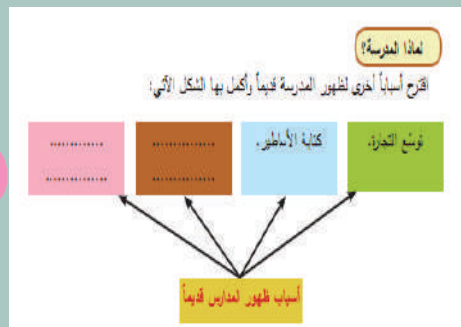 لماذا المدرسة؟
اقترح أسباباً أخرى لظهور المدرسة قديماً وأكمل بها الشكل الآتي:
توسّع التجارة.
كتابة الأساطير.
..............
..............
.............
.............
أسباب ظهور المدارس قديماً